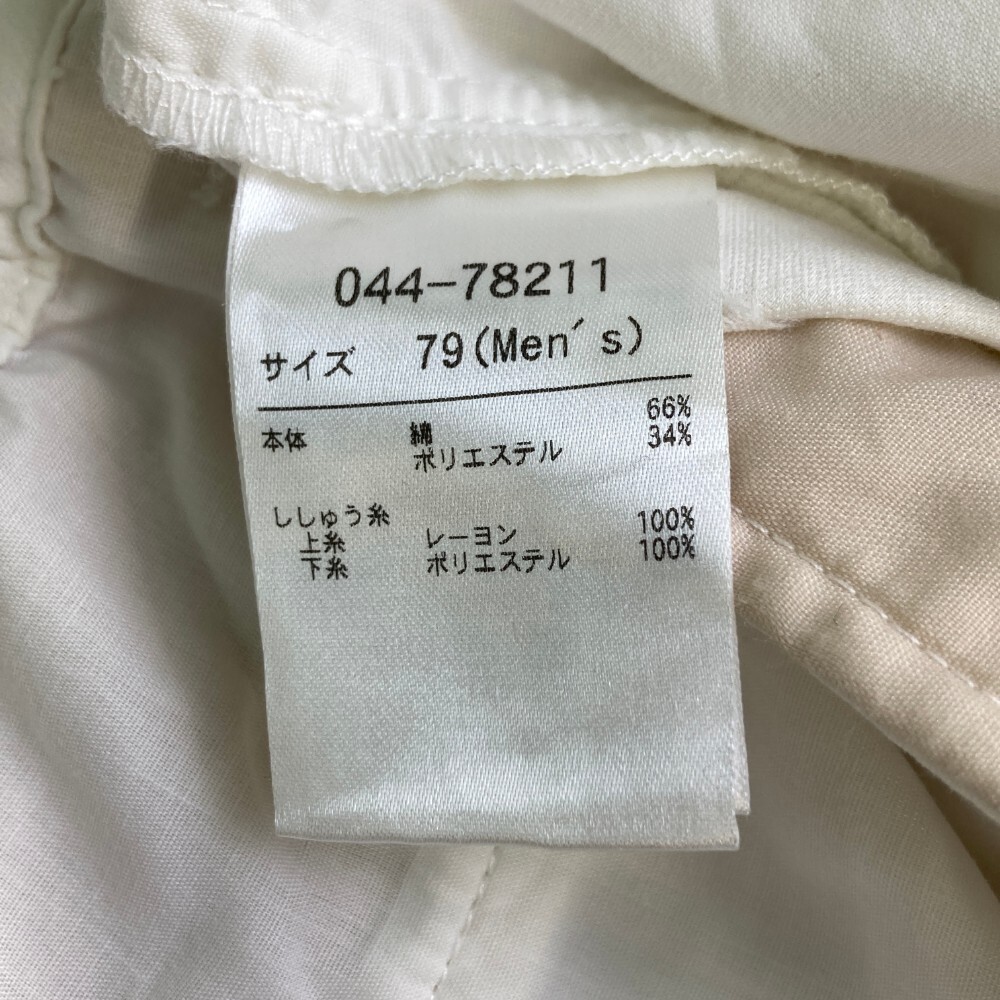 044-78211
サイズ 79(Men's)
本体 綿 66%
ポリエステル 34%
ししゅう糸
上糸 レーヨン 100%
下糸 ポリエステル 100%